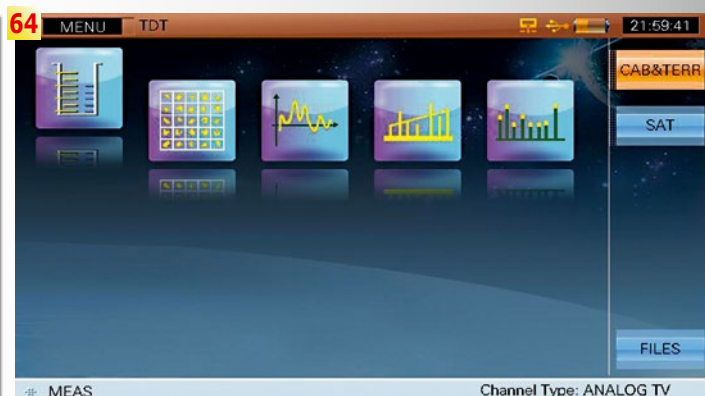 64
MENU TDT 21:59:41
CAB&TERR
SAT
FILES
MEAS Channel Type: ANALOG TV